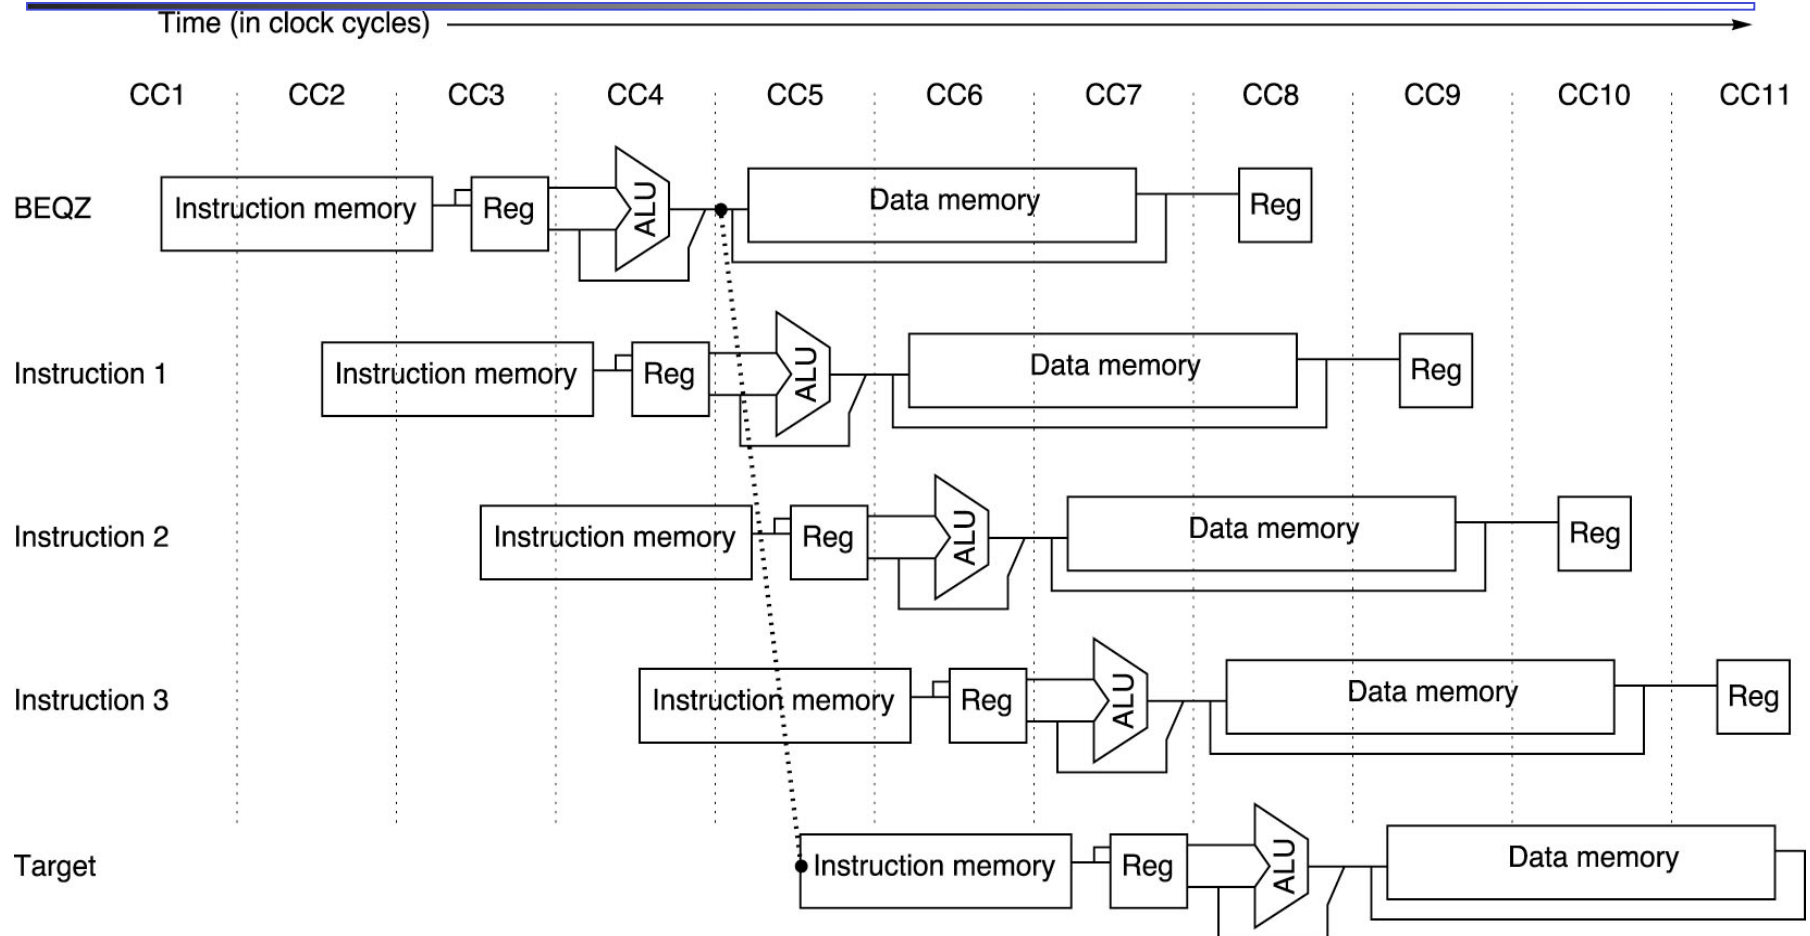 Time (in clock cycles)
CC1 CC2 CC3 CC4 CC5 CC6 CC7 CC8 CC9 CC10 CC11
BEQZ Instruction memory Reg ALU Data memory Reg
Instruction 1 Instruction memory Reg ALU Data memory Reg
Instruction 2 Instruction memory Reg ALU Data memory Reg
Instruction 3 Instruction memory Reg ALU Data memory Reg
Target Instruction memory Reg ALU Data memory